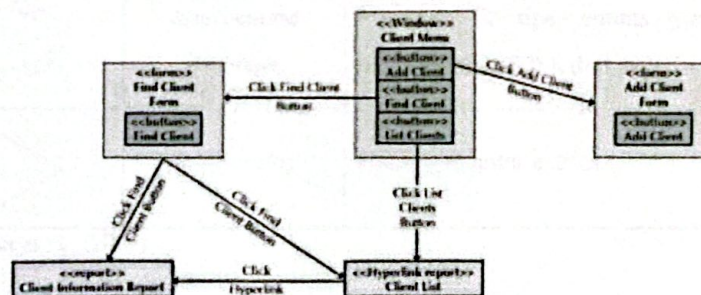 <<Window>>
Client Menu
<<button>>
Add Client
<<button>>
Find Client
<<button>>
List Clients
<<form>>
Find Client
Form
<<button>>
Find Client
Click Find Client
Button
Click Add Client
Button
<<form>>
Add Client
Form
<<button>>
Add Client
Click Find
Client Button
Click Find
Client Button
Click List
Clients
Button
<<report>>
Client Information Report
Click
Hyperlink
<<Hyperlink report>>
Client List